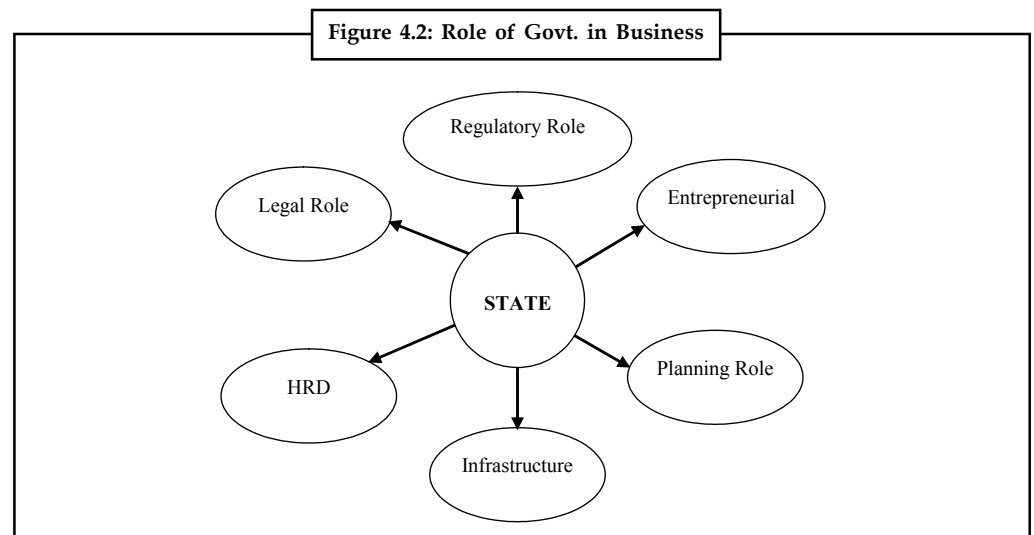 Figure 4.2: Role of Govt. in Business
Regulatory Role
Legal Role
Entrepreneurial
STATE
HRD
Planning Role
Infrastructure